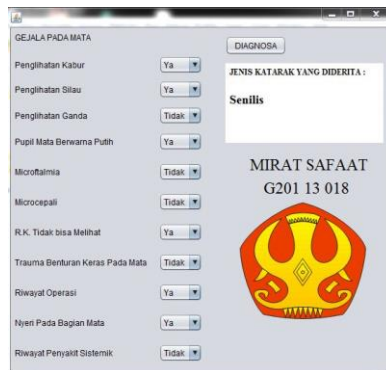 GEJALA PADA MATA
Penglihatan Kabur Ya
Penglihatan Silau Ya
Penglihatan Ganda Tidak
Pupil Mata Berwarna Putih Ya
Microftalmia Tidak
Microcepali Tidak
R.K. Tidak bisa Melihat Ya
Trauma Benturan Keras Pada Mata Tidak
Riwayat Operasi Ya
Nyeri Pada Bagian Mata Ya
Riwayat Penyakit Sistemik Tidak
DIAGNOSA
JENIS KATARAK YANG DIDERITA :
Senilis
MIRAT SAFAAT
G201 13 018